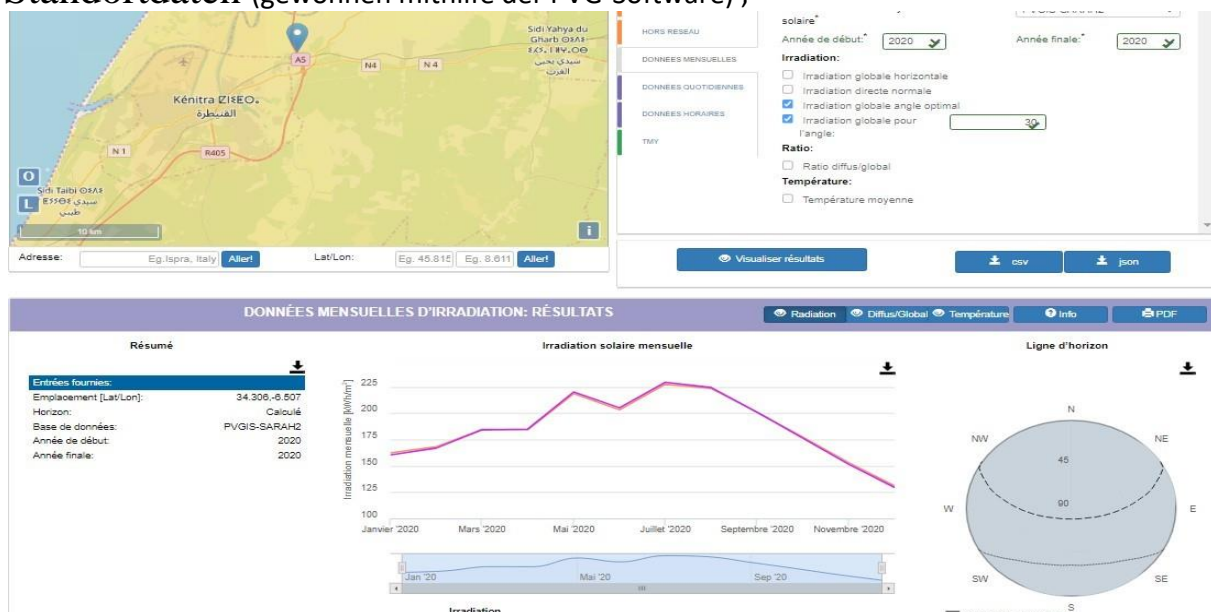 Standortdaten (gewonnen mithilfe der PVG-Software) ;
Sidi Yahya du
Gharb
سيدي يحيى
الغرب
A5
N4
N 4
Kénitra
القنيطرة
N 1
R405
Sidi Taibi
سيدي
طيبي
O
L
10 km
i
Adresse:
Eg.Ispra, Italy
Aller!
Lat/Lon:
Eg. 45.815
Eg. 8.611
Aller!
HORS RESEAU
DONNÉES MENSUELLES
DONNÉES QUOTIDIENNES
DONNÉES HORAIRES
TMY
solaire*
PVGIS-SARAH2
Année de début:* 2020
Année finale:* 2020
Irradiation:
Irradiation globale horizontale
Irradiation directe normale
Irradiation globale angle optimal
Irradiation globale pour
l'angle:
30
Ratio:
Ratio diffus/global
Température:
Température moyenne
Visualiser résultats
csv
json
DONNÉES MENSUELLES D'IRRADIATION: RÉSULTATS
Radiation
Diffus/Global
Température
Info
PDF
Résumé
Entrées fournies:
Emplacement [Lat/Lon]: 34.306,-6.507
Horizon: Calculé
Base de données: PVGIS-SARAH2
Année de début: 2020
Année finale: 2020
Irradiation solaire mensuelle
Irradiation mensuelle [kWh/m²]
225
200
175
150
125
100
Janvier '2020
Mars '2020
Mai '2020
Juillet '2020
Septembre '2020
Novembre '2020
Jan '20
Mai '20
Sep '20
Irradiation
Ligne d'horizon
N
NW
NE
45
90
W
E
SW
SE
S